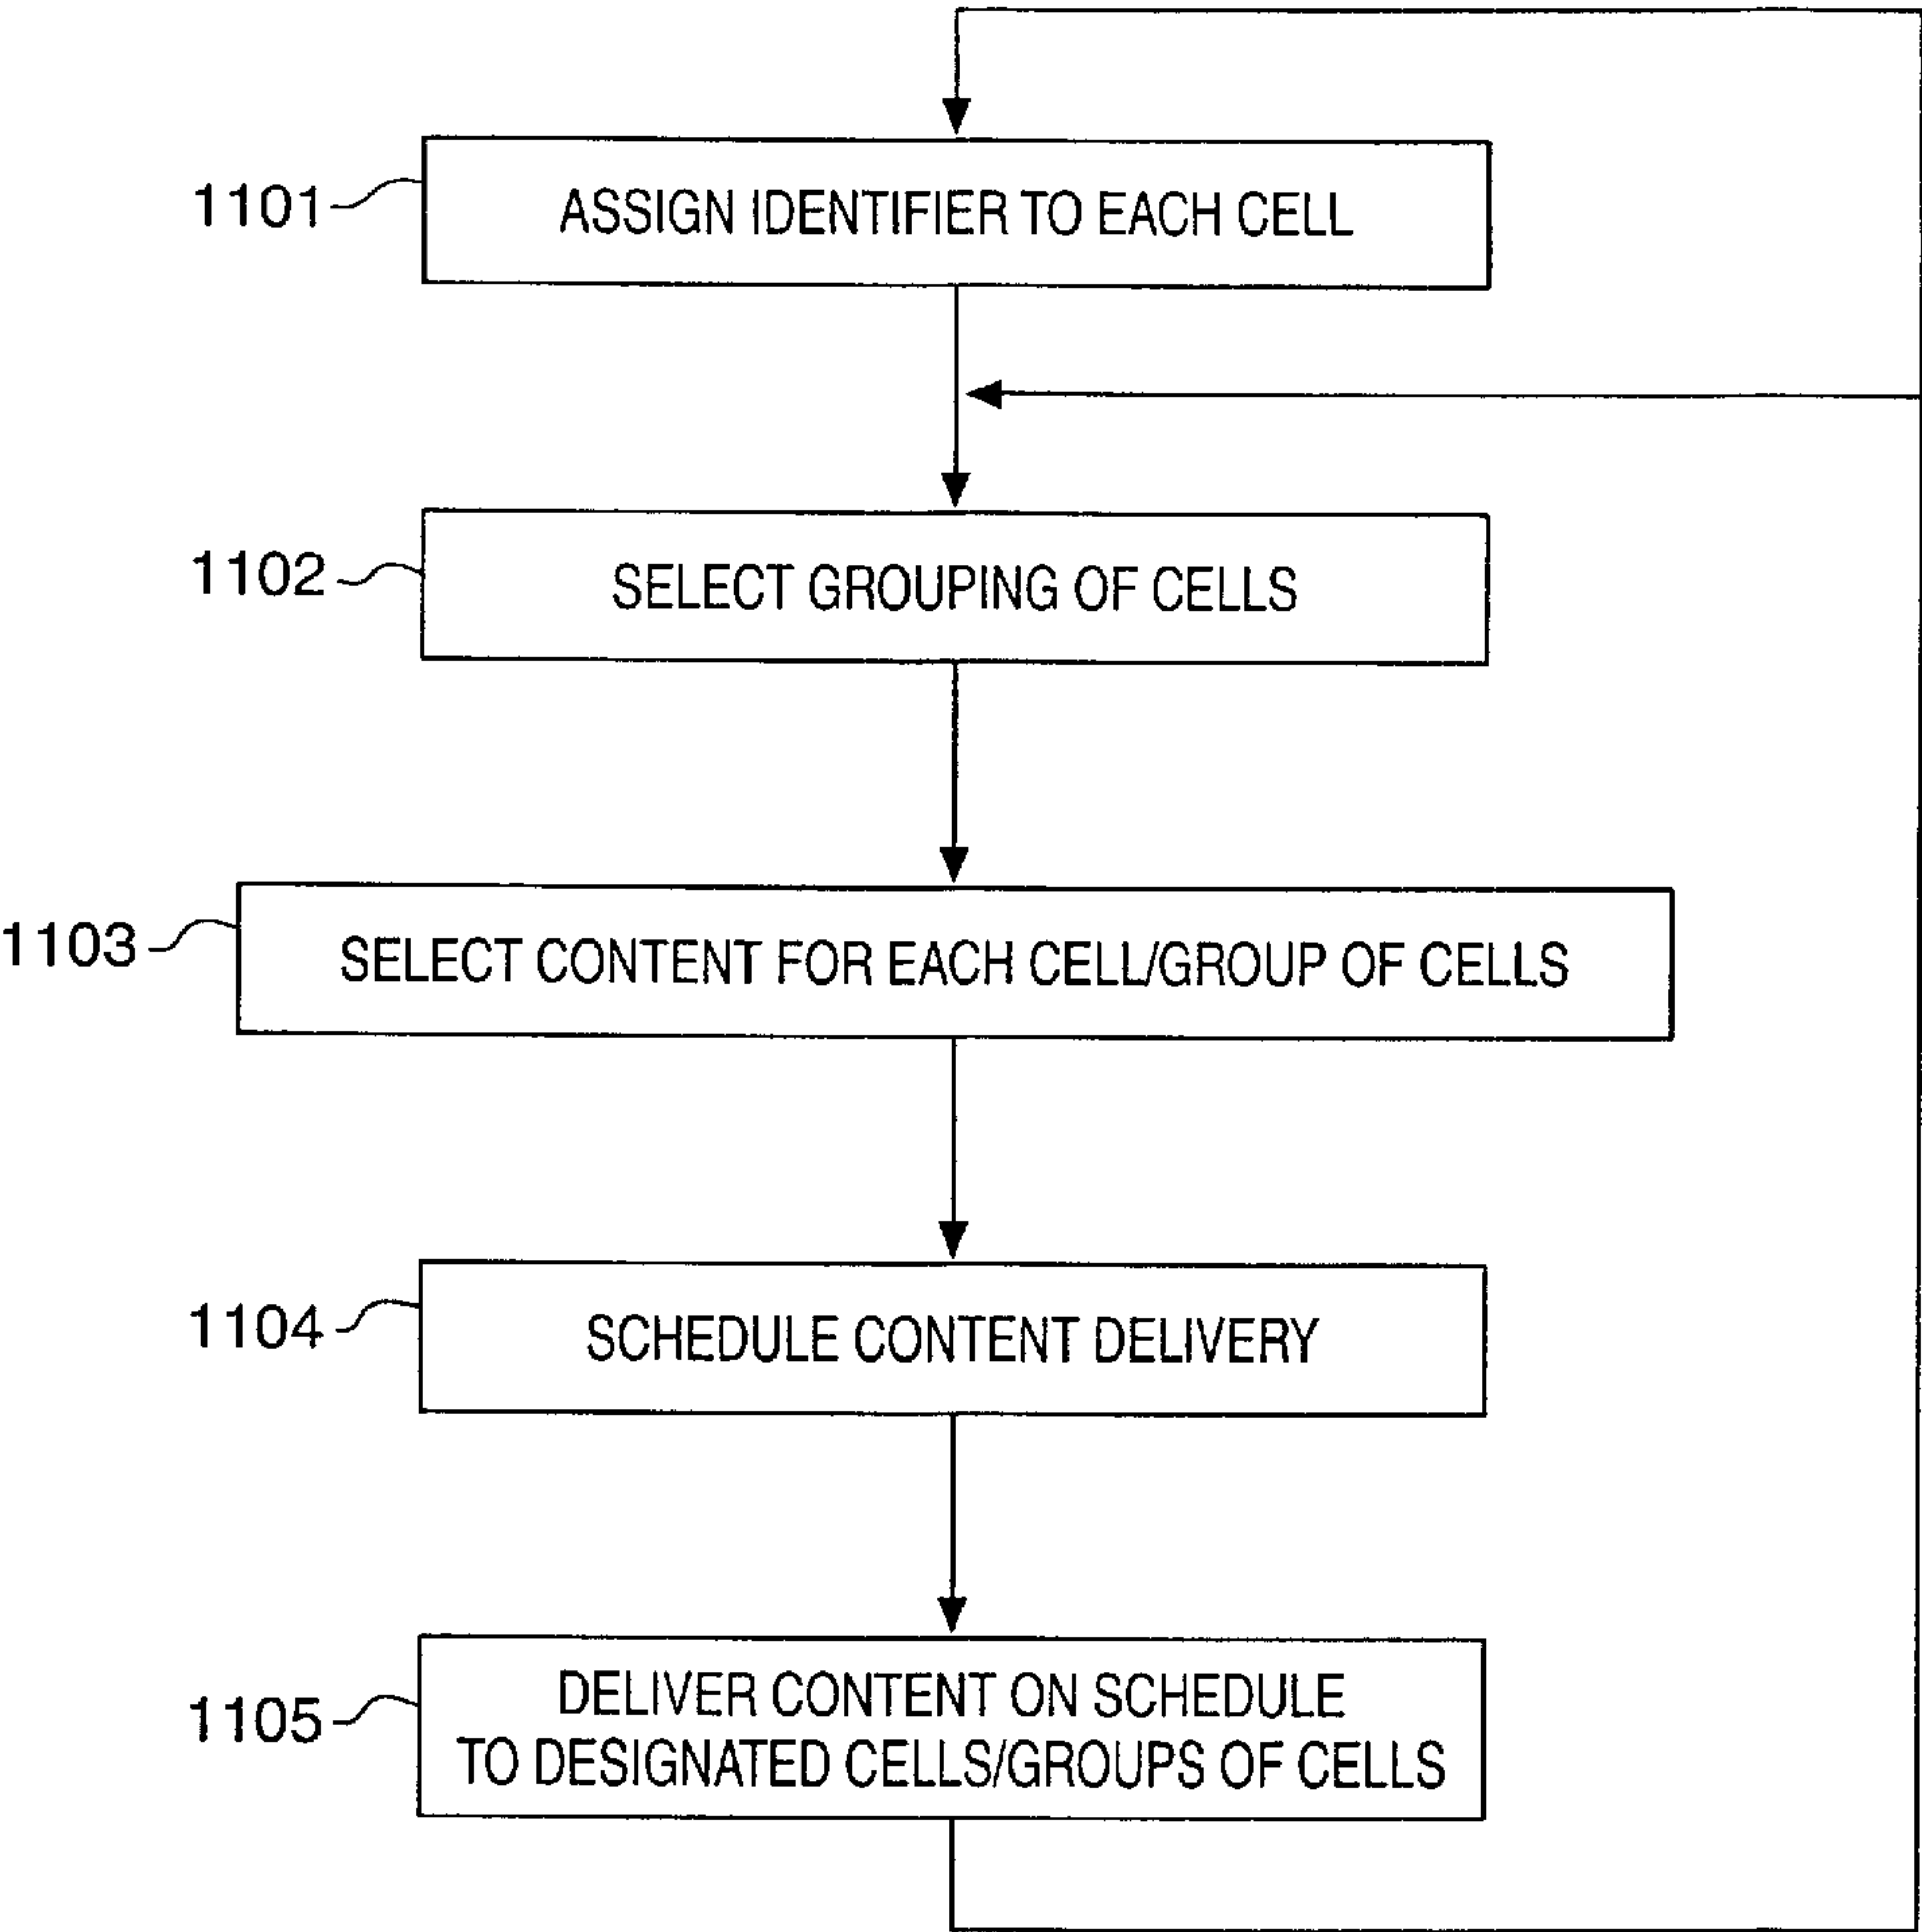 1101
ASSIGN IDENTIFIER TO EACH CELL
1102
SELECT GROUPING OF CELLS
1103
SELECT CONTENT FOR EACH CELL/GROUP OF CELLS
1104
SCHEDULE CONTENT DELIVERY
1105
DELIVER CONTENT ON SCHEDULE
TO DESIGNATED CELLS/GROUPS OF CELLS